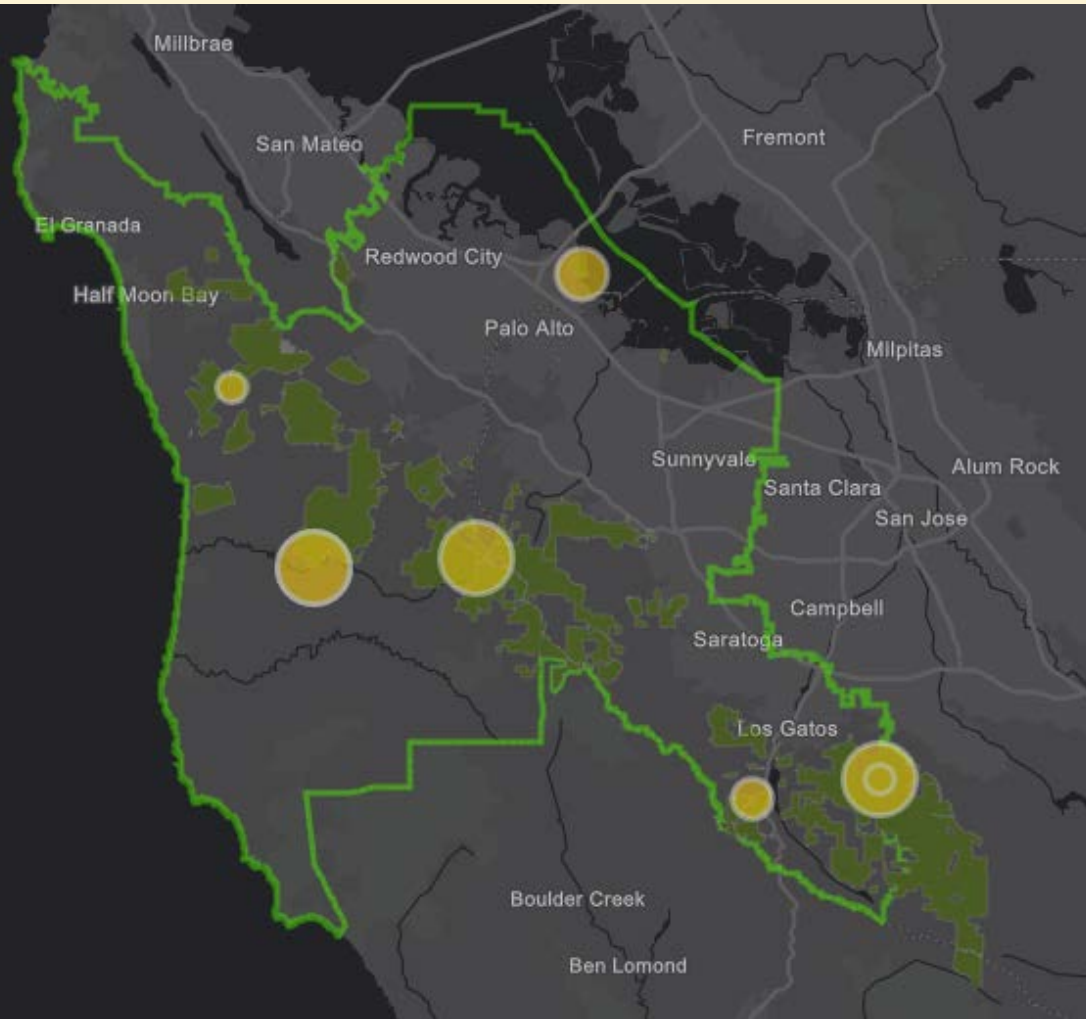 Millbrae
San Mateo
Fremont
El Granada
Redwood City
Half Moon Bay
Palo Alto
Milpitas
Sunnyvale
Alum Rock
Santa Clara
San Jose
Campbell
Saratoga
Los Gatos
Boulder Creek
Ben Lomond